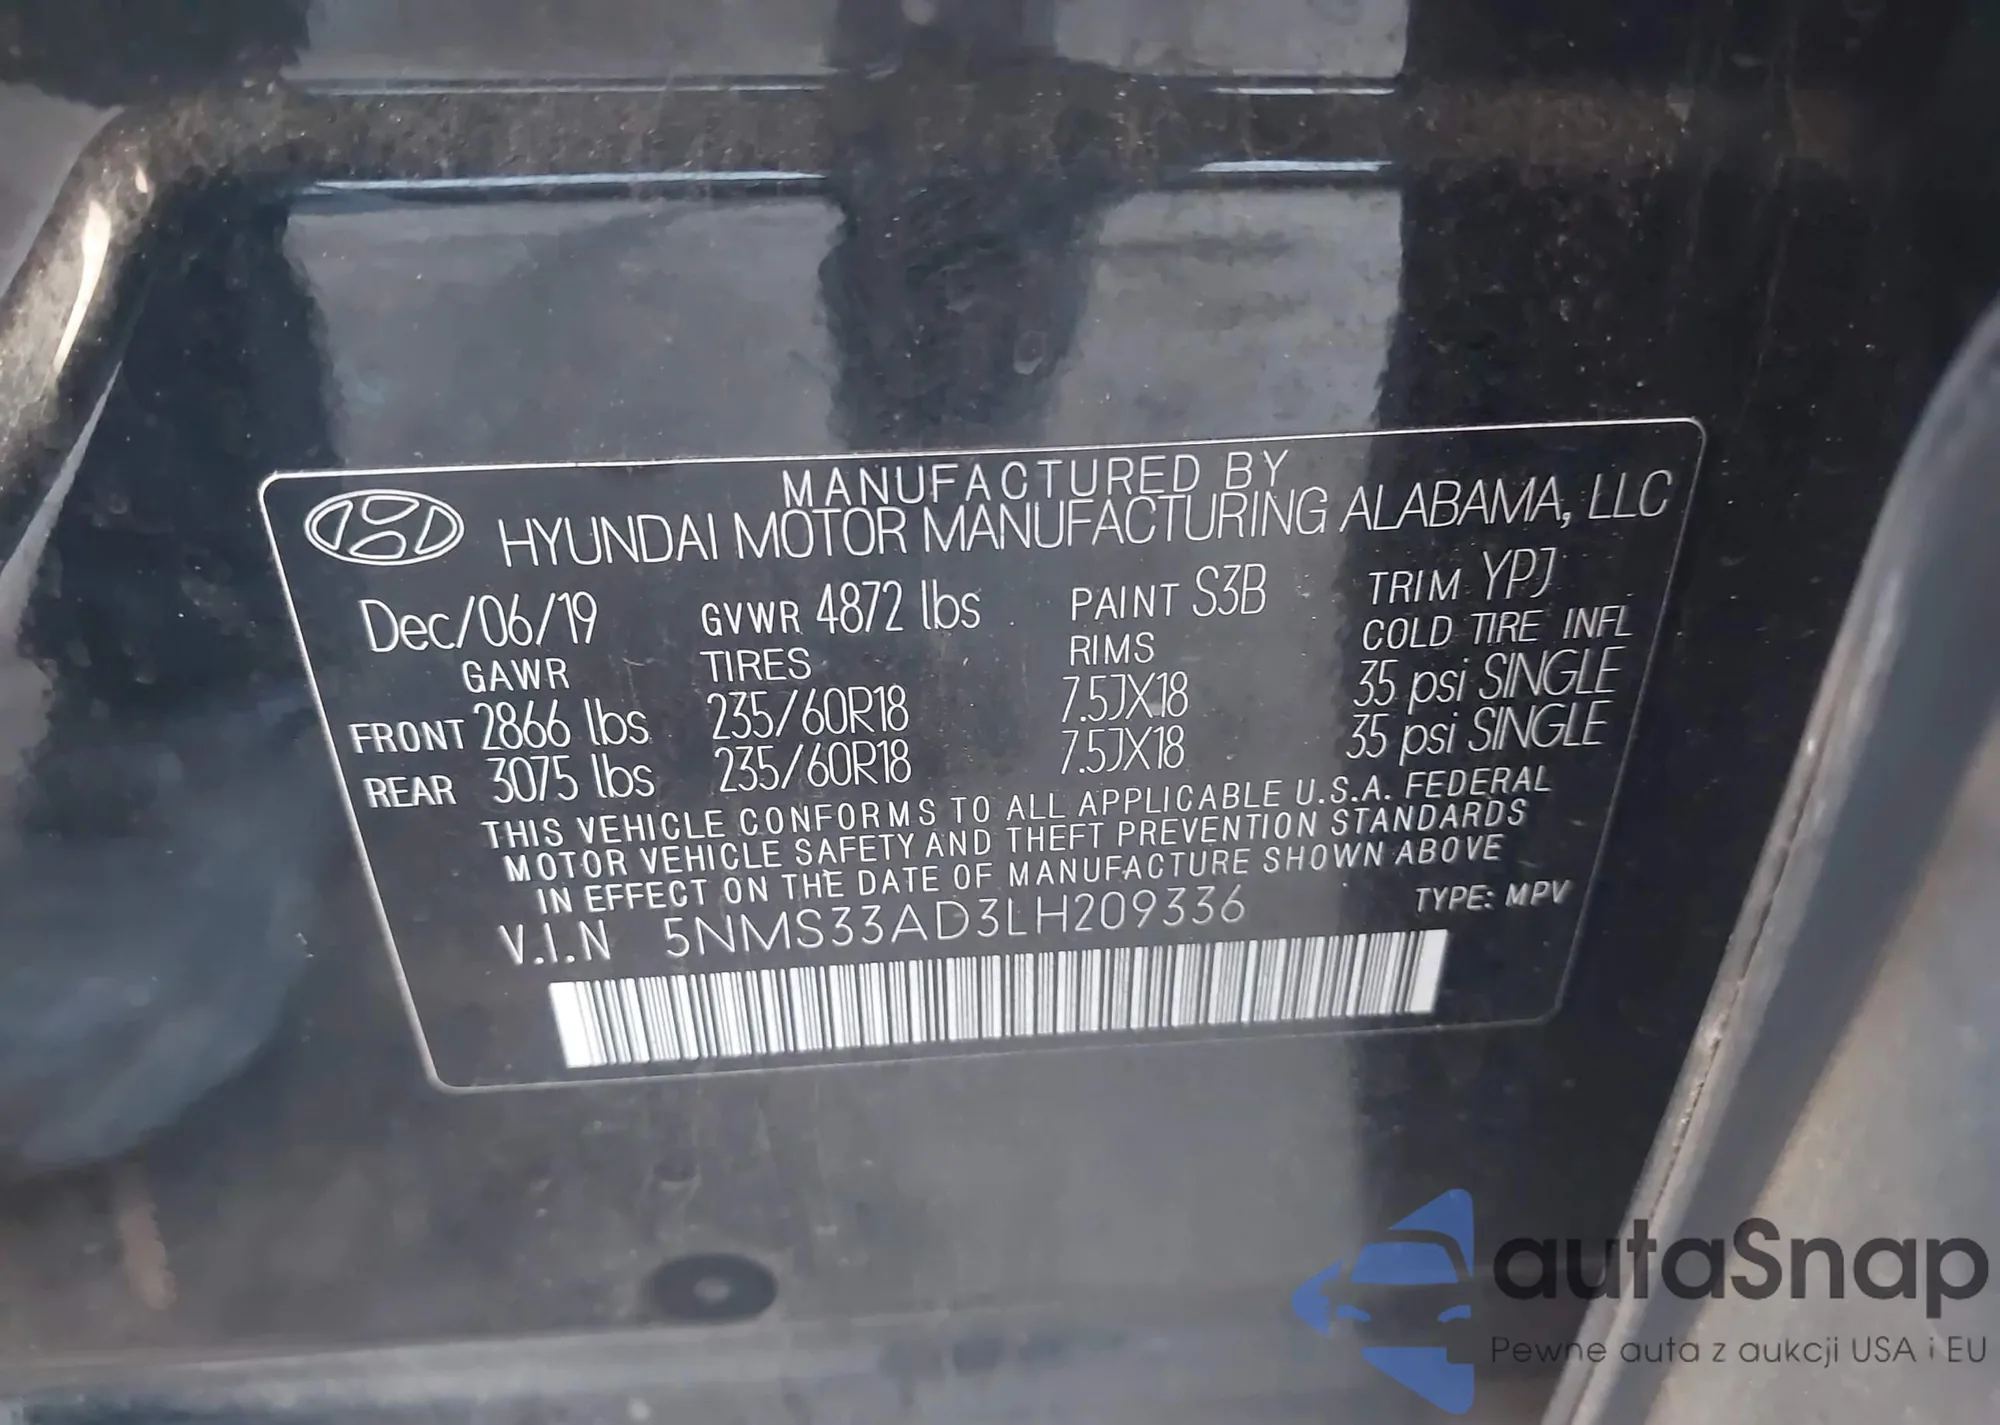 MANUFACTURED BY
HYUNDAI MOTOR MANUFACTURING ALABAMA, LLC
Dec/06/19 GVWR 4872 lbs PAINT S3B TRIM YPJ
GAWR TIRES RIMS COLD TIRE INFL
FRONT 2866 lbs 235/60R18 7.5JX18 35 psi SINGLE
REAR 3075 lbs 235/60R18 7.5JX18 35 psi SINGLE
THIS VEHICLE CONFORMS TO ALL APPLICABLE U.S.A. FEDERAL
MOTOR VEHICLE SAFETY AND THEFT PREVENTION STANDARDS
IN EFFECT ON THE DATE OF MANUFACTURE SHOWN ABOVE
V.I.N 5NMS33AD3LH209336 TYPE: MPV
autaSnap
Pewne auta z aukcji USA i EU